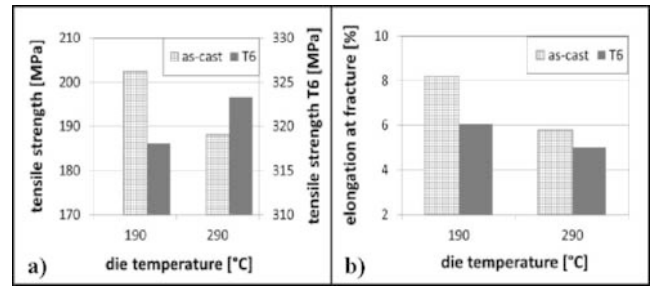 tensile strength [MPa]
210
200
190
180
170
as-cast T6
330
325
320
315
310
tensile strength T6 [MPa]
190 290
die temperature [°C]
a)
elongation at fracture [%]
10
8
6
4
2
as-cast T6
190 290
die temperature [°C]
b)